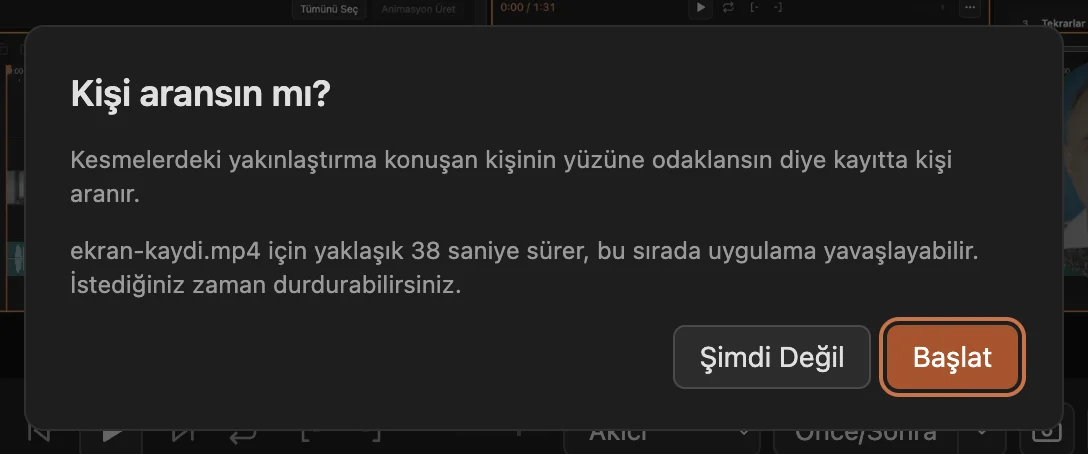 Tümünü Seç
Animasyon Üret
0:00 / 1:31
Tekrarlar
Kişi aransın mı?
Kesmelerdeki yakınlaştırma konuşan kişinin yüzüne odaklansın diye kayıtta kişi
aranır.
ekran-kaydi.mp4 için yaklaşık 38 saniye sürer, bu sırada uygulama yavaşlayabilir.
İstediğiniz zaman durdurabilirsiniz.
Şimdi Değil
Başlat
Akıcı
Önce/Sonra